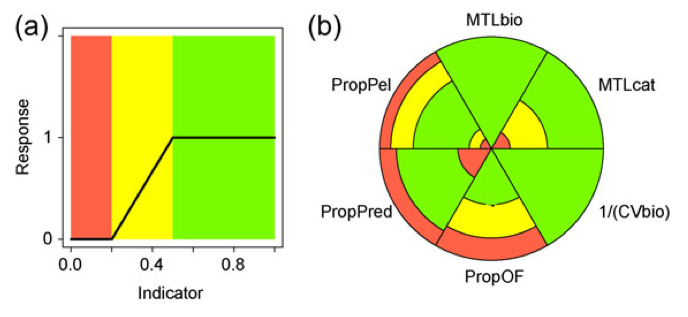 (a)
Response
1
0
0.0 0.4 0.8
Indicator
(b)
MTLbio
PropPel
MTLcat
PropPred
1/(CVbio)
PropOF